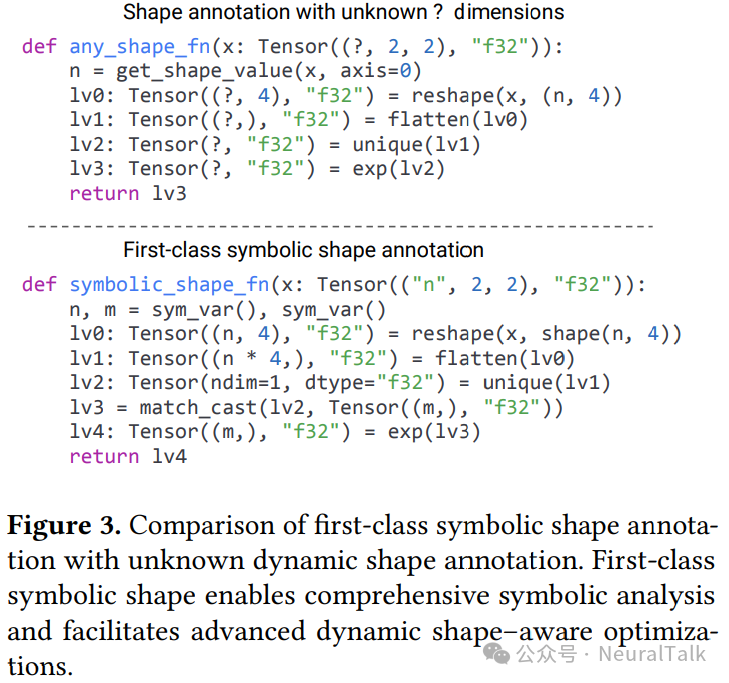 Shape annotation with unknown ? dimensions
def any_shape_fn(x: Tensor((?, 2, 2), "f32")):
    n = get_shape_value(x, axis=0)
    lv0: Tensor((?, 4), "f32") = reshape(x, (n, 4))
    lv1: Tensor((?,), "f32") = flatten(lv0)
    lv2: Tensor(?, "f32") = unique(lv1)
    lv3: Tensor(?, "f32") = exp(lv2)
    return lv3
First-class symbolic shape annotation
def symbolic_shape_fn(x: Tensor(("n", 2, 2), "f32")):
    n, m = sym_var(), sym_var()
    lv0: Tensor((n, 4), "f32") = reshape(x, shape(n, 4))
    lv1: Tensor((n * 4,), "f32") = flatten(lv0)
    lv2: Tensor(ndim=1, dtype="f32") = unique(lv1)
    lv3 = match_cast(lv2, Tensor((m,), "f32"))
    lv4: Tensor((m,), "f32") = exp(lv3)
    return lv4
Figure 3. Comparison of first-class symbolic shape annota-
tion with unknown dynamic shape annotation. First-class
symbolic shape enables comprehensive symbolic analysis
and facilitates advanced dynamic shape–aware optimiza-
tions.
公众号 · NeuralTalk